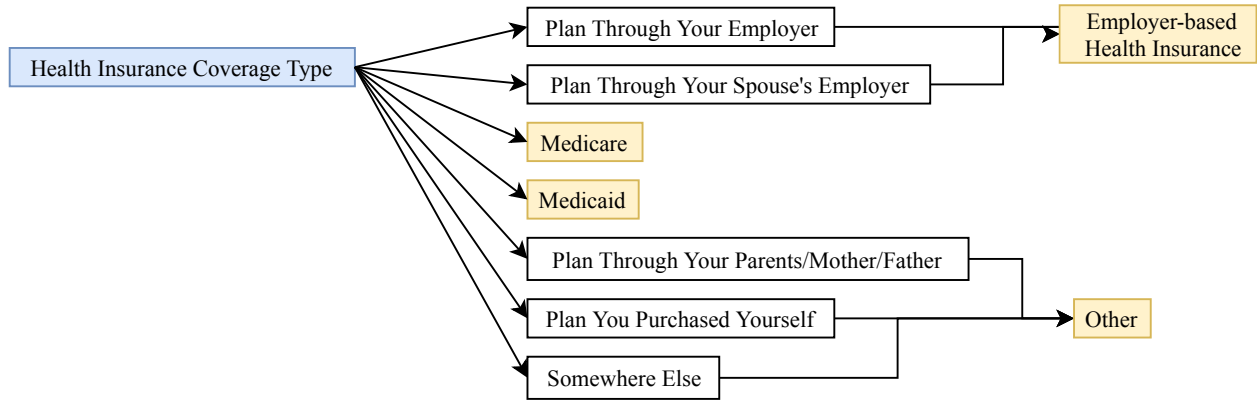 Health Insurance Coverage Type
Plan Through Your Employer
Employer-based
Health Insurance
Plan Through Your Spouse's Employer
Medicare
Medicaid
Plan Through Your Parents/Mother/Father
Plan You Purchased Yourself
Other
Somewhere Else